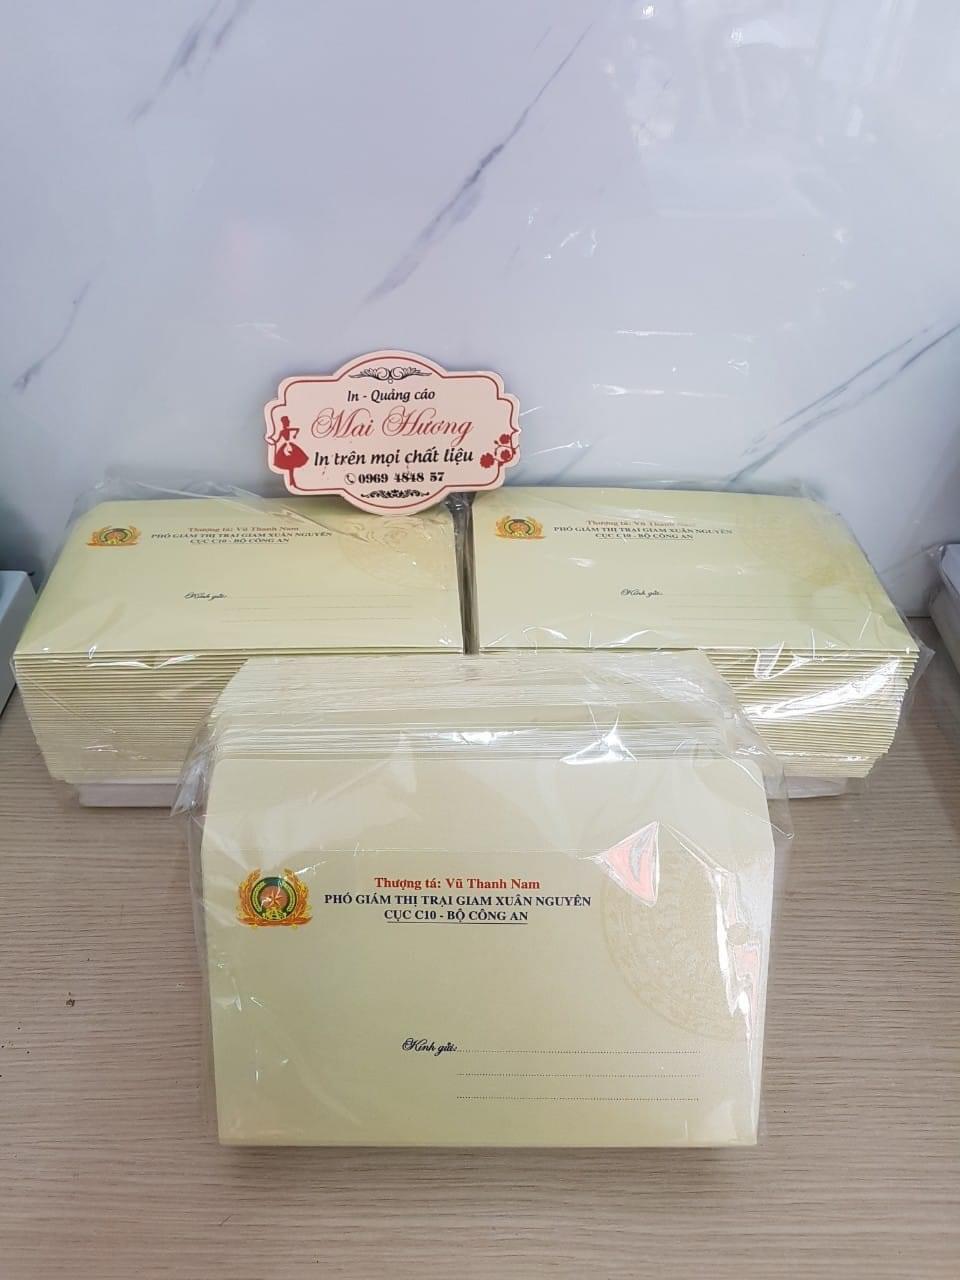 In - Quảng cáo
Mai Hương
In trên mọi chất liệu
0969 4848 57
Thượng tá: Vũ Thanh Nam
PHÓ GIÁM THỊ TRẠI GIAM XUÂN NGUYÊN
CỤC C10 - BỘ CÔNG AN
Kính gửi:
Thượng tá: Vũ Thanh Nam
PHÓ GIÁM THỊ TRẠI GIAM XUÂN NGUYÊN
CỤC C10 - BỘ CÔNG AN
Kính gửi:
Thượng tá: Vũ Thanh Nam
PHÓ GIÁM THỊ TRẠI GIAM XUÂN NGUYÊN
CỤC C10 - BỘ CÔNG AN
Kính gửi: